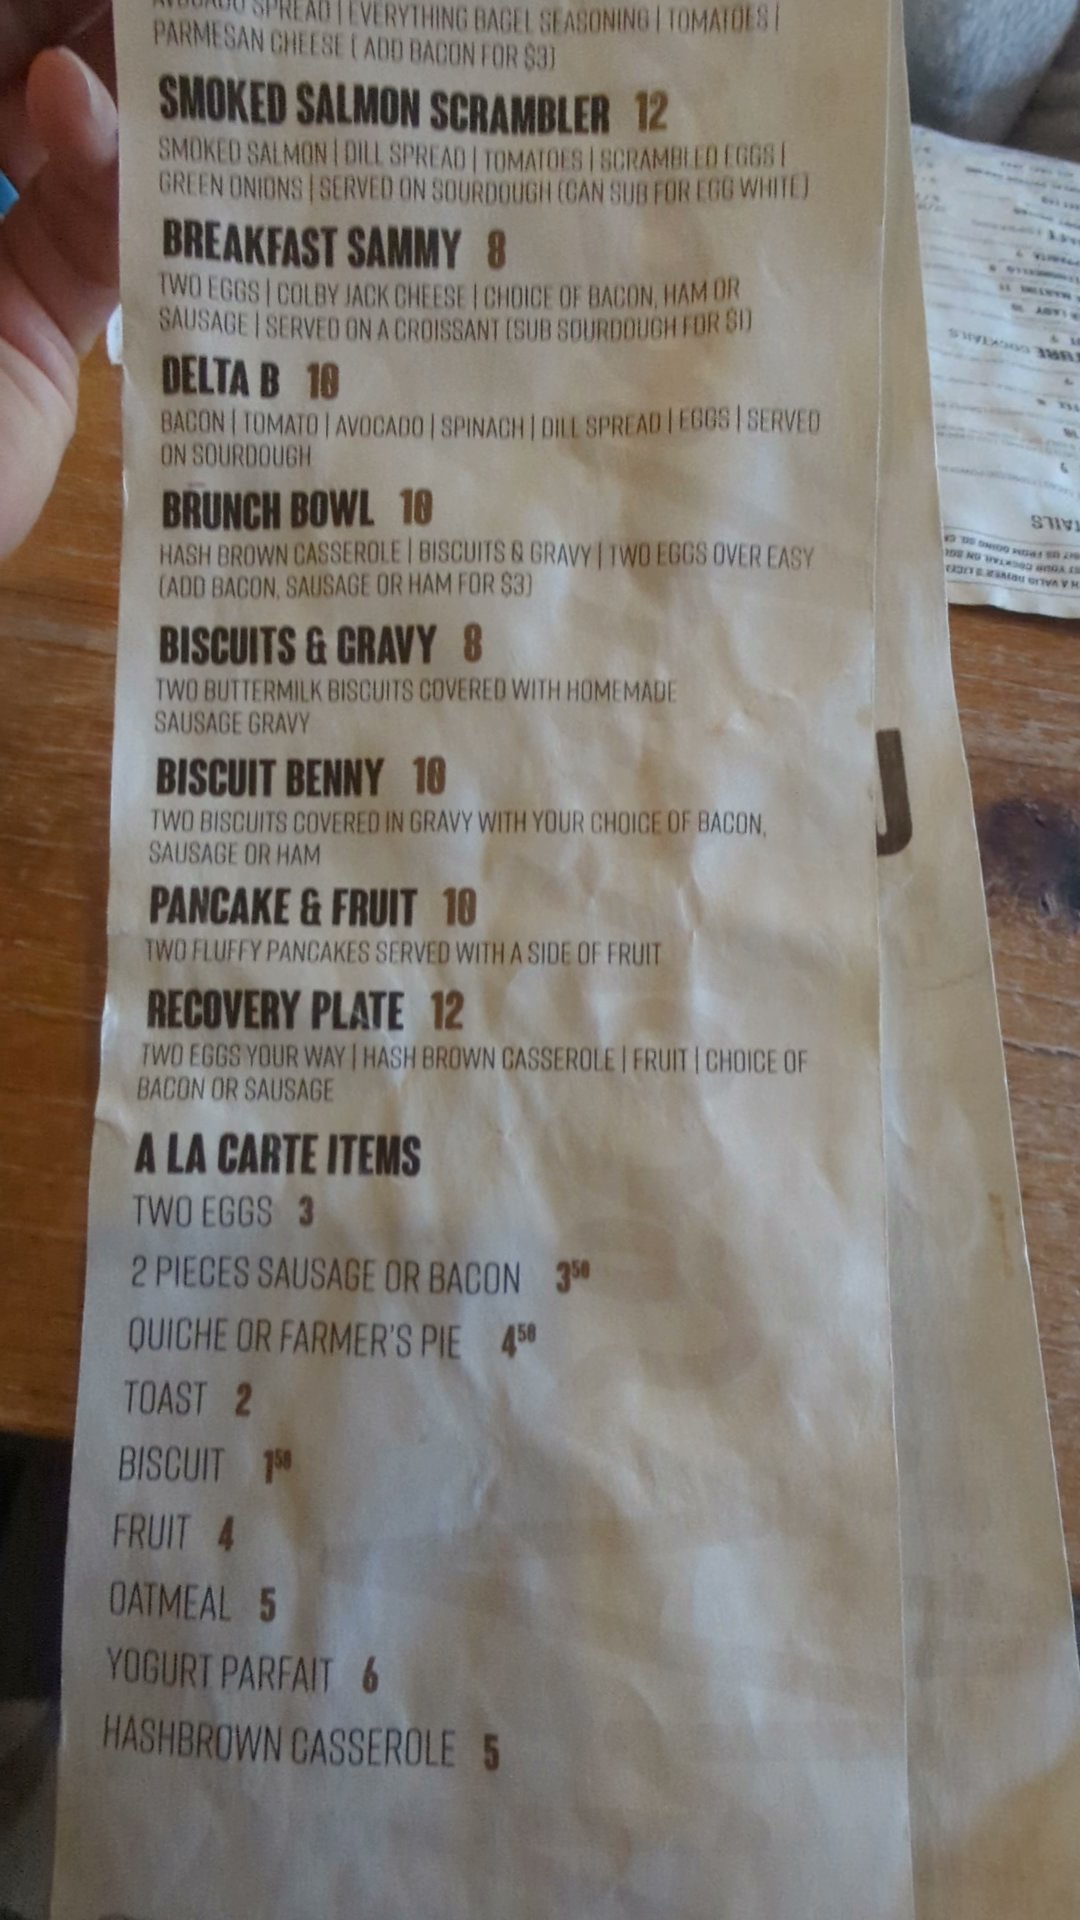 AVOCADO SPREAD | EVERYTHING BAGEL SEASONING | TOMATOES |
PARMESAN CHEESE ( ADD BACON FOR $3)
SMOKED SALMON SCRAMBLER 12
SMOKED SALMON | DILL SPREAD | TOMATOES | SCRAMBLED EGGS |
GREEN ONIONS | SERVED ON SOURDOUGH (CAN SUB FOR EGG WHITE)
BREAKFAST SAMMY 8
TWO EGGS | COLBY JACK CHEESE | CHOICE OF BACON, HAM OR
SAUSAGE | SERVED ON A CROISSANT (SUB SOURDOUGH FOR $1)
DELTA B 10
BACON | TOMATO | AVOCADO | SPINACH | DILL SPREAD | EGGS | SERVED
ON SOURDOUGH
BRUNCH BOWL 10
HASH BROWN CASSEROLE | BISCUITS & GRAVY | TWO EGGS OVER EASY
(ADD BACON, SAUSAGE OR HAM FOR $3)
BISCUITS & GRAVY 8
TWO BUTTERMILK BISCUITS COVERED WITH HOMEMADE
SAUSAGE GRAVY
BISCUIT BENNY 10
TWO BISCUITS COVERED IN GRAVY WITH YOUR CHOICE OF BACON,
SAUSAGE OR HAM
PANCAKE & FRUIT 10
TWO FLUFFY PANCAKES SERVED WITH A SIDE OF FRUIT
RECOVERY PLATE 12
TWO EGGS YOUR WAY | HASH BROWN CASSEROLE | FRUIT | CHOICE OF
BACON OR SAUSAGE
A LA CARTE ITEMS
TWO EGGS 3
2 PIECES SAUSAGE OR BACON 3⁵⁰
QUICHE OR FARMER'S PIE 4⁵⁰
TOAST 2
BISCUIT 1⁵⁰
FRUIT 4
OATMEAL 5
YOGURT PARFAIT 6
HASHBROWN CASSEROLE 5